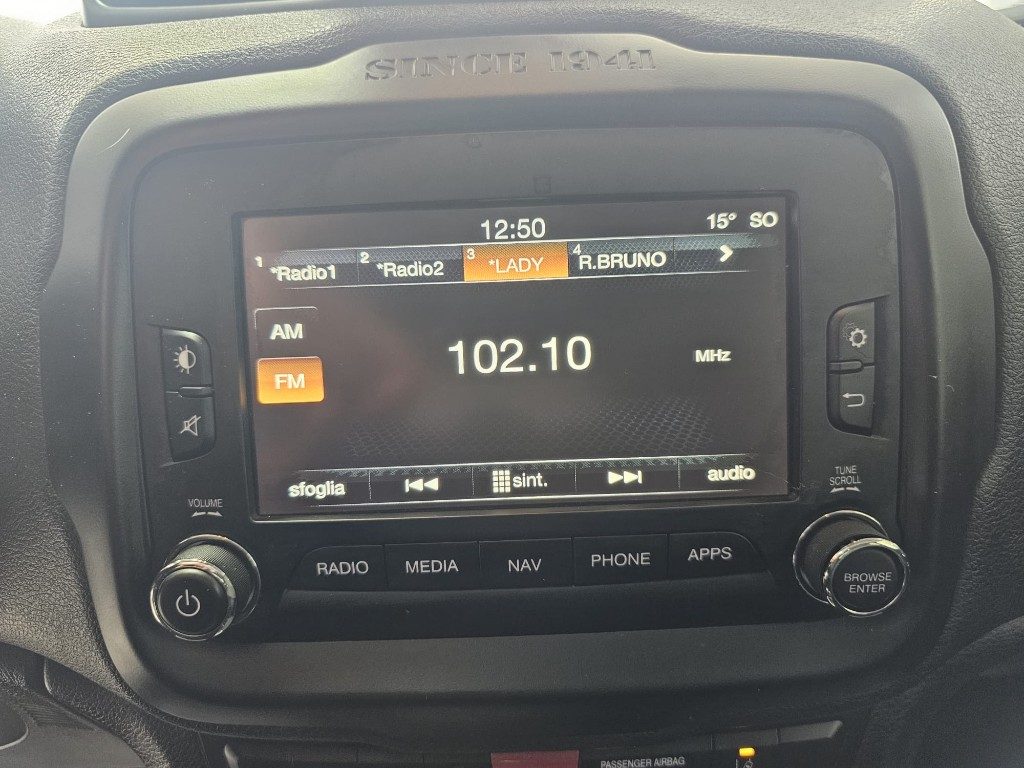 SINCE 1941
12:50
15° SO
1 *Radio1 2 *Radio2 3 *LADY 4 R.BRUNO
AM
102.10 MHz
FM
sfoglia sint. audio
VOLUME
TUNE
SCROLL
RADIO MEDIA NAV PHONE APPS
BROWSE
ENTER
PASSENGER AIRBAG